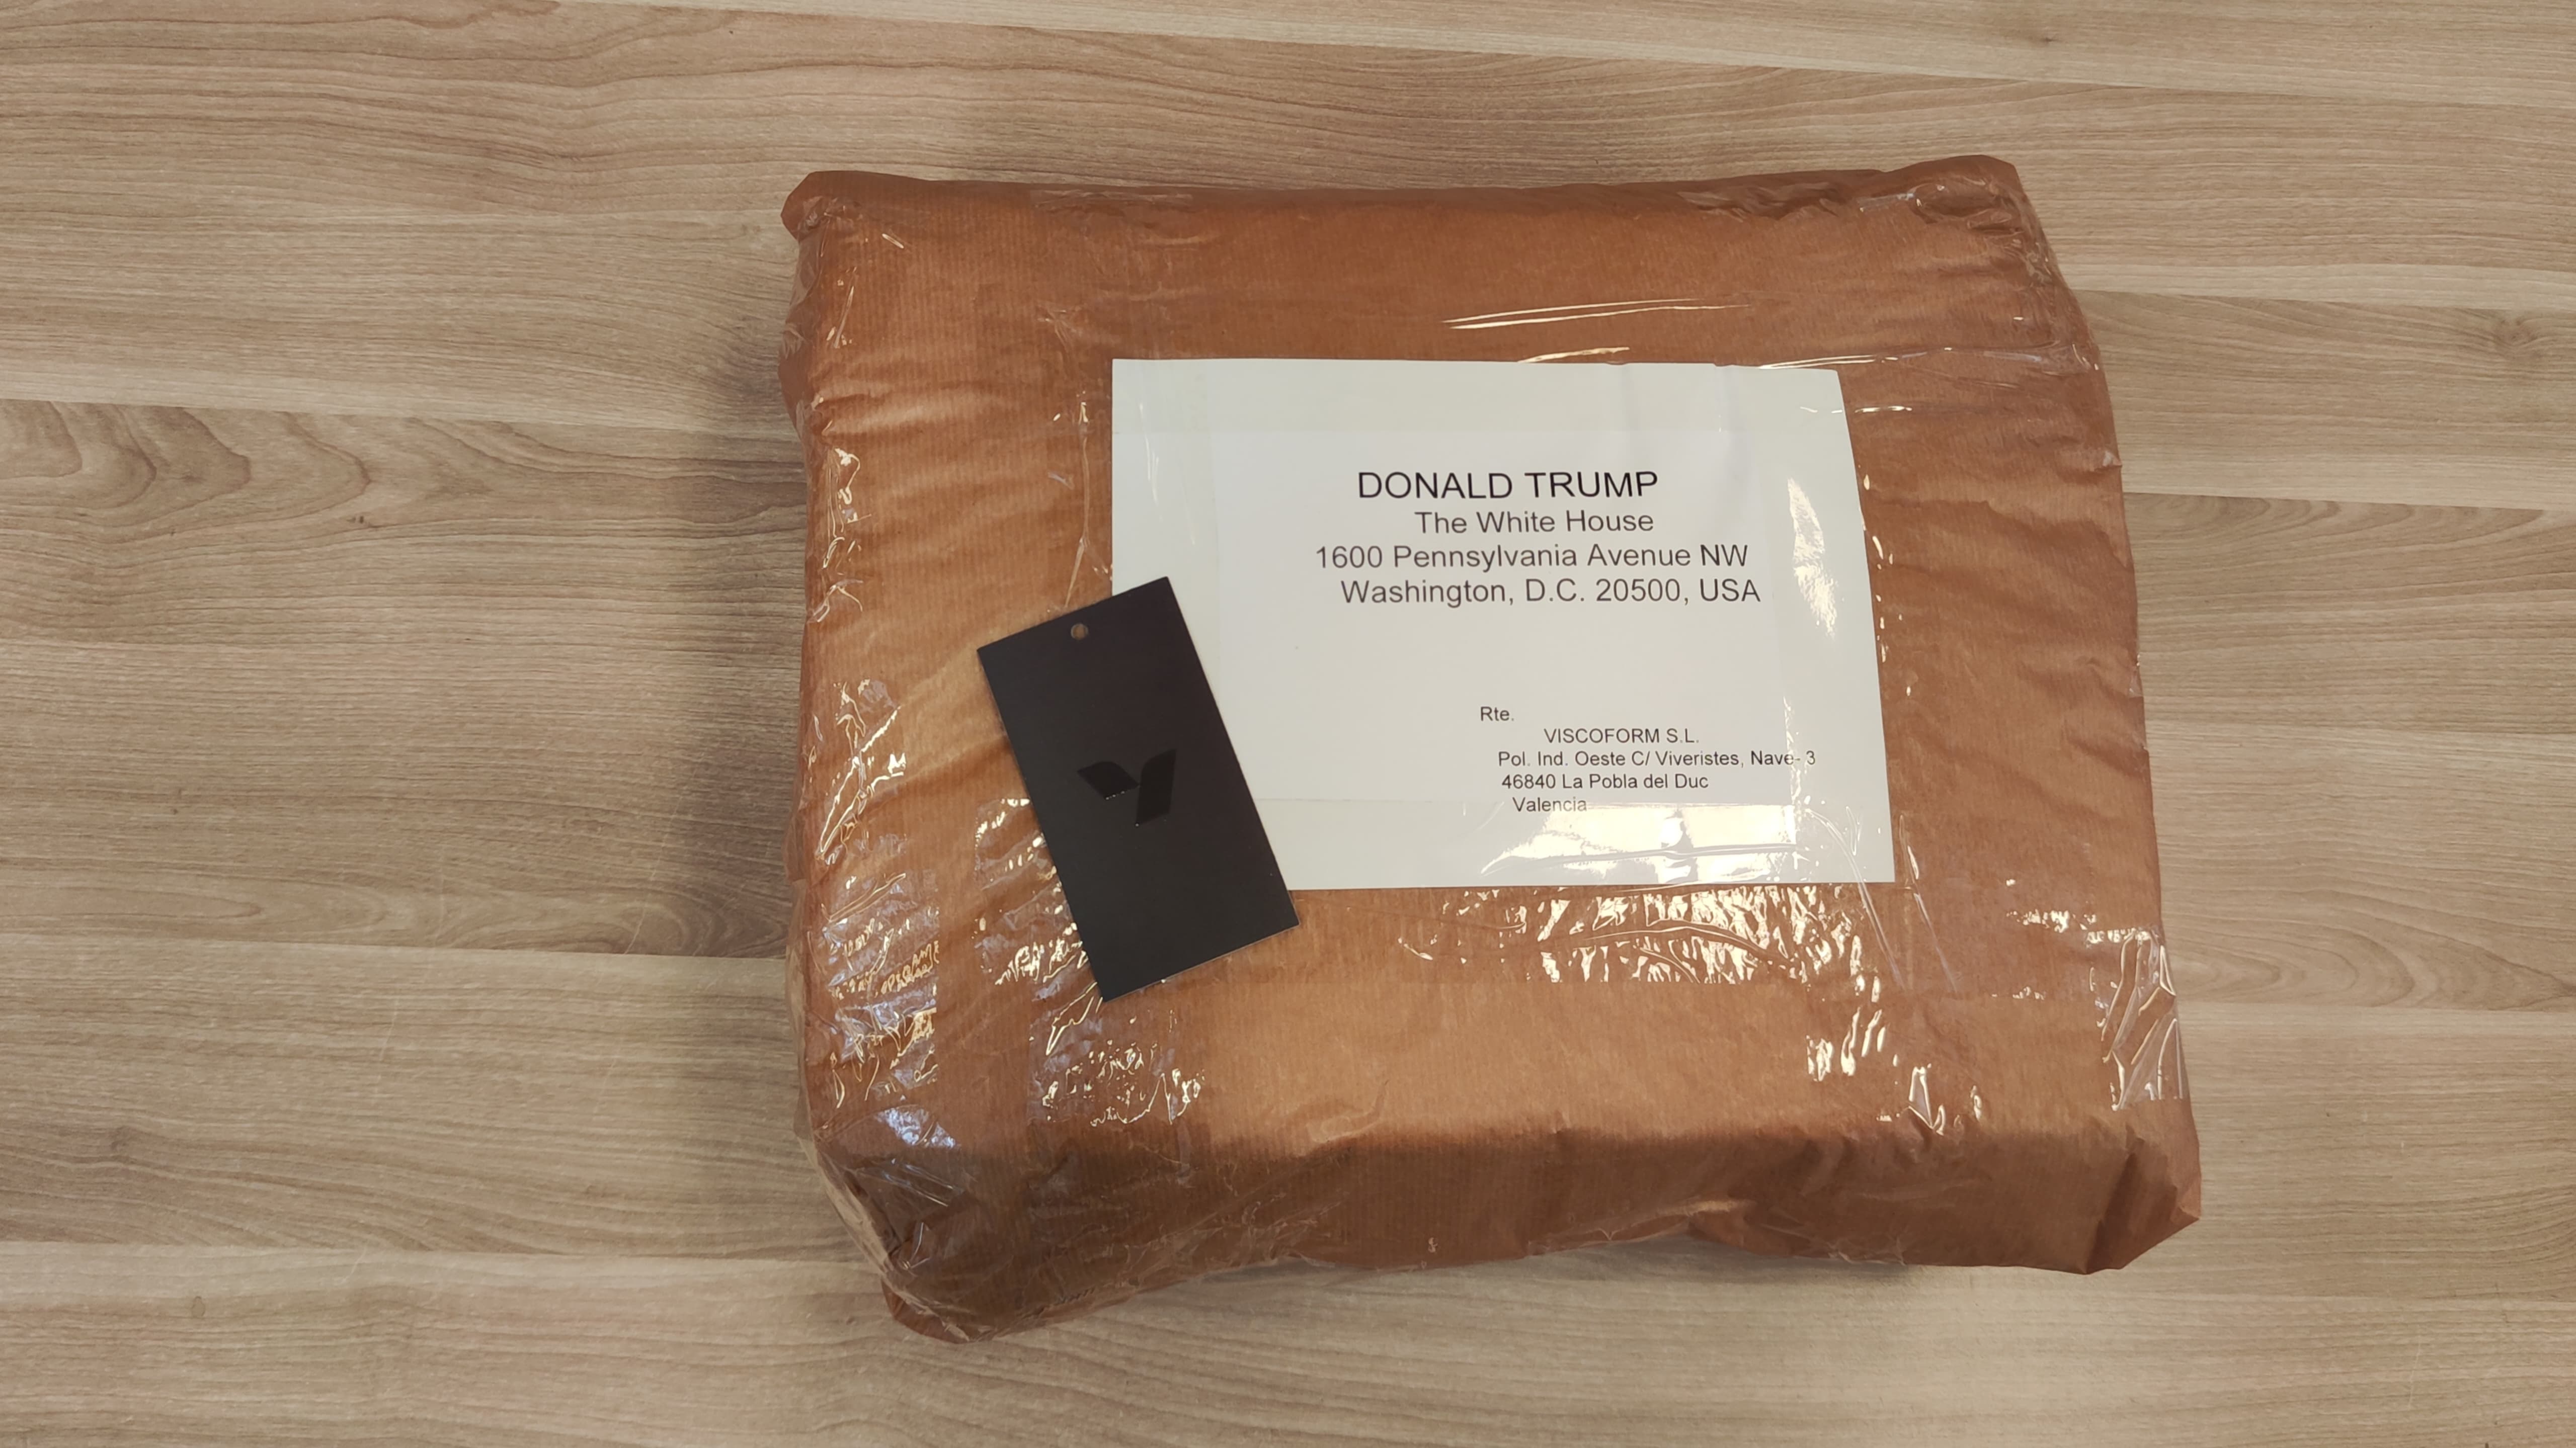 DONALD TRUMP
The White House
1600 Pennsylvania Avenue NW
Washington, D.C. 20500, USA
Rte.
VISCOFORM S.L.
Pol. Ind. Oeste C/ Viveristes, Nave- 3
46840 La Pobla del Duc
Valencia